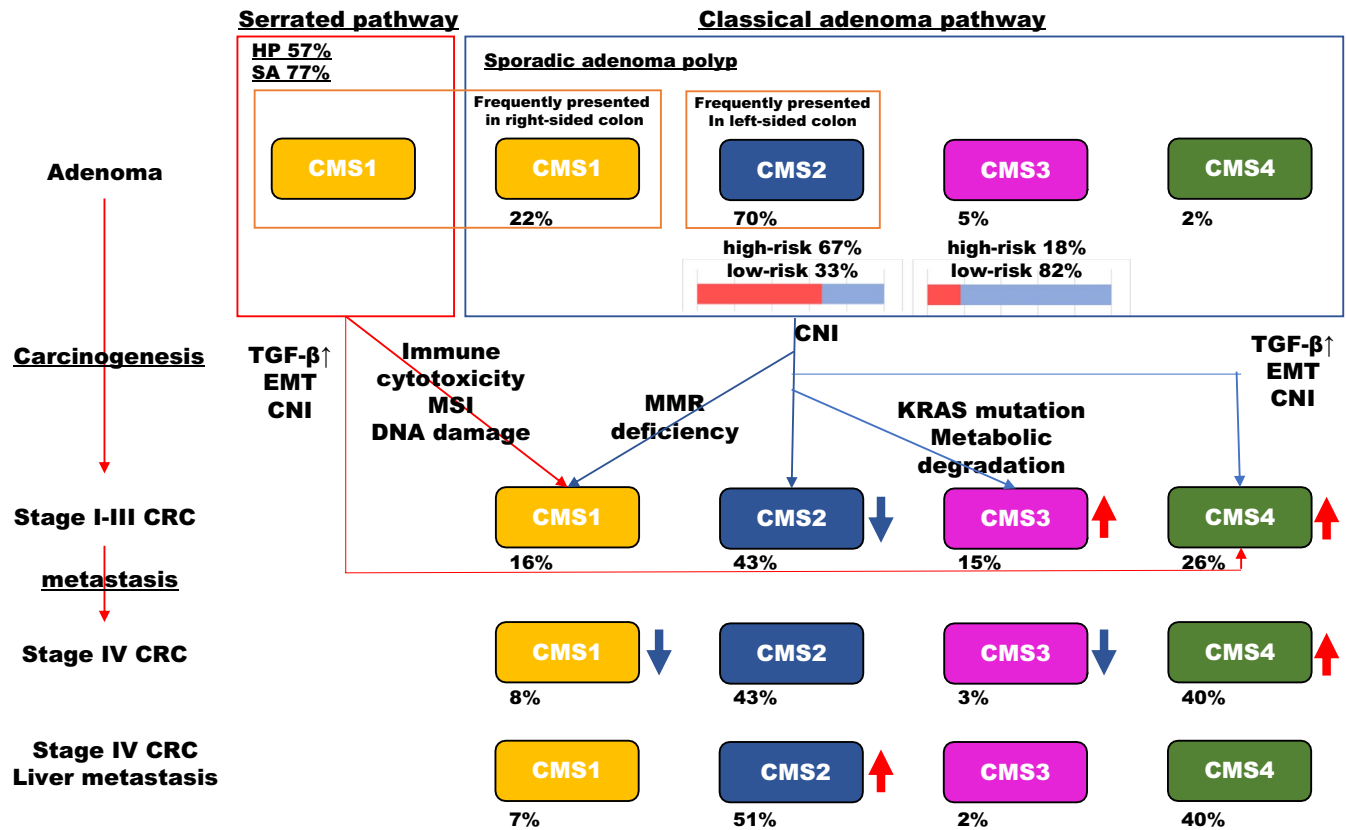 Serrated pathway
Classical adenoma pathway
HP 57%
SA 77%
Sporadic adenoma polyp
Frequently presented
in right-sided colon
Frequently presented
In left-sided colon
Adenoma
CMS1
CMS1
CMS2
CMS3
CMS4
22%
70%
5%
2%
high-risk 67%
low-risk 33%
high-risk 18%
low-risk 82%
Carcinogenesis
TGF-β↑
EMT
CNI
Immune
cytotoxicity
MSI
DNA damage
CNI
MMR
deficiency
KRAS mutation
Metabolic
degradation
TGF-β↑
EMT
CNI
Stage I-III CRC
CMS1
CMS2
CMS3
CMS4
16%
43%
15%
26%
metastasis
Stage IV CRC
CMS1
CMS2
CMS3
CMS4
8%
43%
3%
40%
Stage IV CRC
Liver metastasis
CMS1
CMS2
CMS3
CMS4
7%
51%
2%
40%